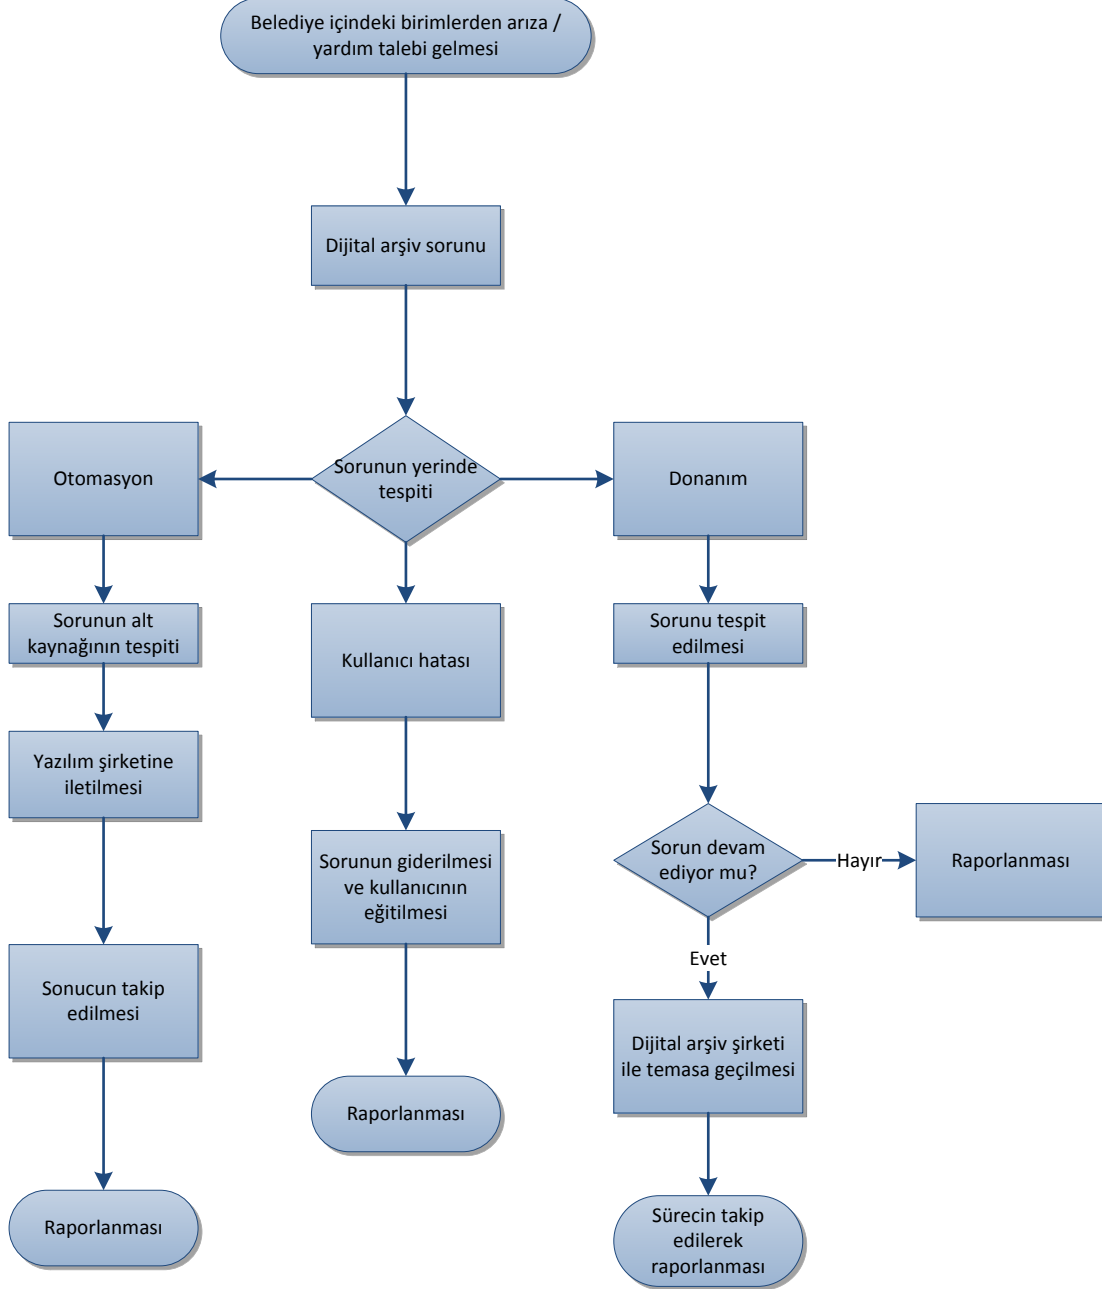 Belediye içindeki birimlerden arıza /
yardım talebi gelmesi
Dijital arşiv sorunu
Otomasyon
Sorunun yerinde
tespiti
Donanım
Sorunun alt
kaynağının tespiti
Kullanıcı hatası
Sorunu tespit
edilmesi
Yazılım şirketine
iletilmesi
Sorunun giderilmesi
ve kullanıcının
eğitilmesi
Sorun devam
ediyor mu?
Hayır
Raporlanması
Evet
Sonucun takip
edilmesi
Dijital arşiv şirketi
ile temasa geçilmesi
Raporlanması
Raporlanması
Sürecin takip
edilerek
raporlanması